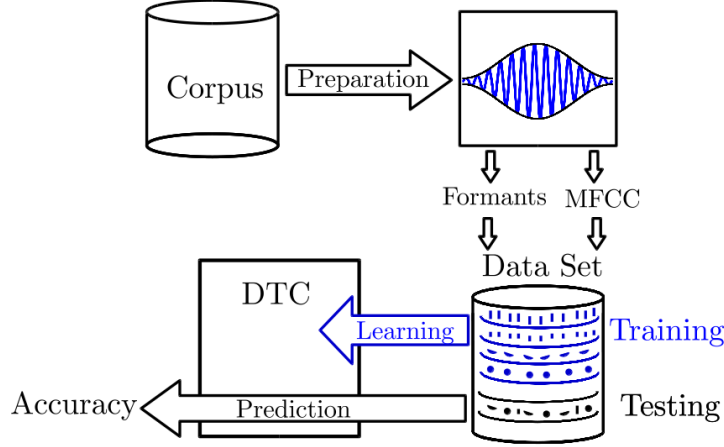 Corpus
Preparation
Formants
MFCC
Data Set
DTC
Learning
Training
Accuracy
Prediction
Testing